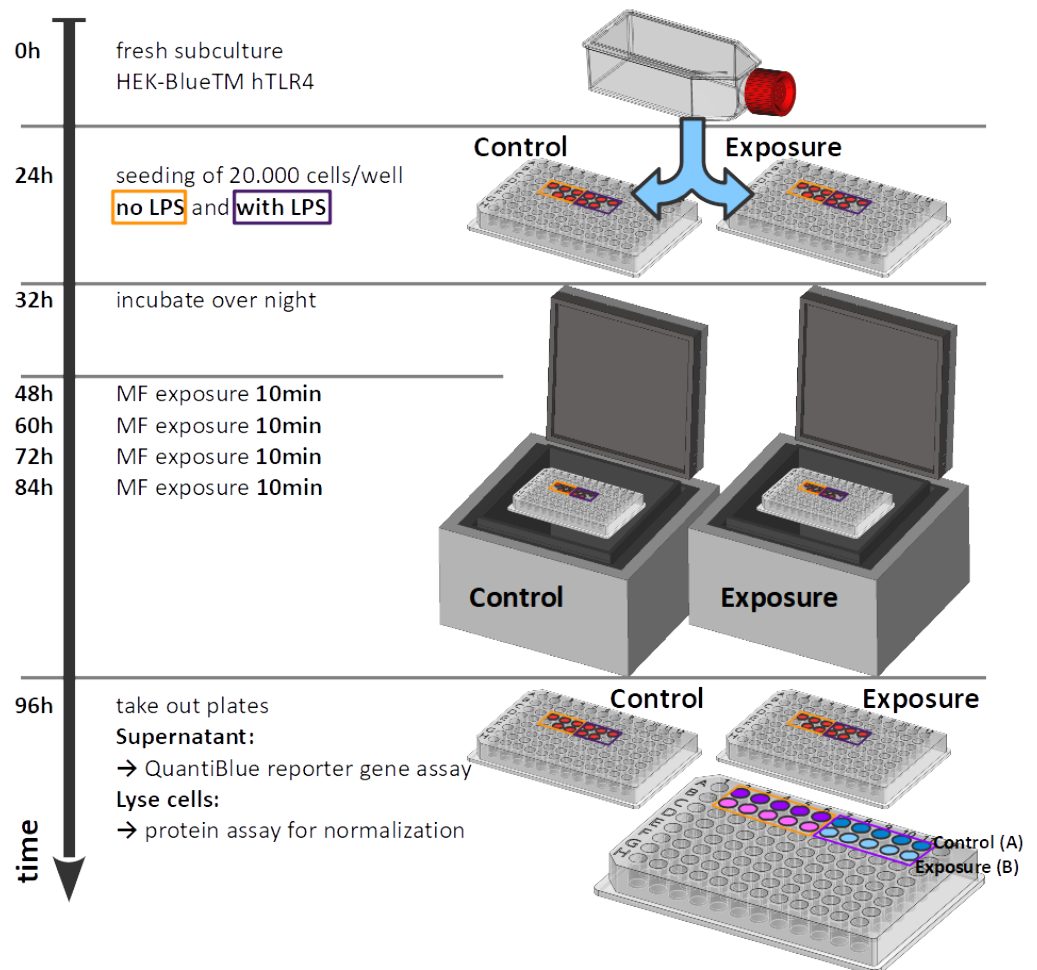 0h
fresh subculture
HEK-BlueTM hTLR4
Control
Exposure
24h
seeding of 20.000 cells/well
no LPS and with LPS
32h
incubate over night
48h
MF exposure 10min
60h
MF exposure 10min
72h
MF exposure 10min
84h
MF exposure 10min
Control
Exposure
96h
take out plates
Control
Exposure
Supernatant:
→ QuantiBlue reporter gene assay
Lyse cells:
→ protein assay for normalization
time
Control (A)
Exposure (B)